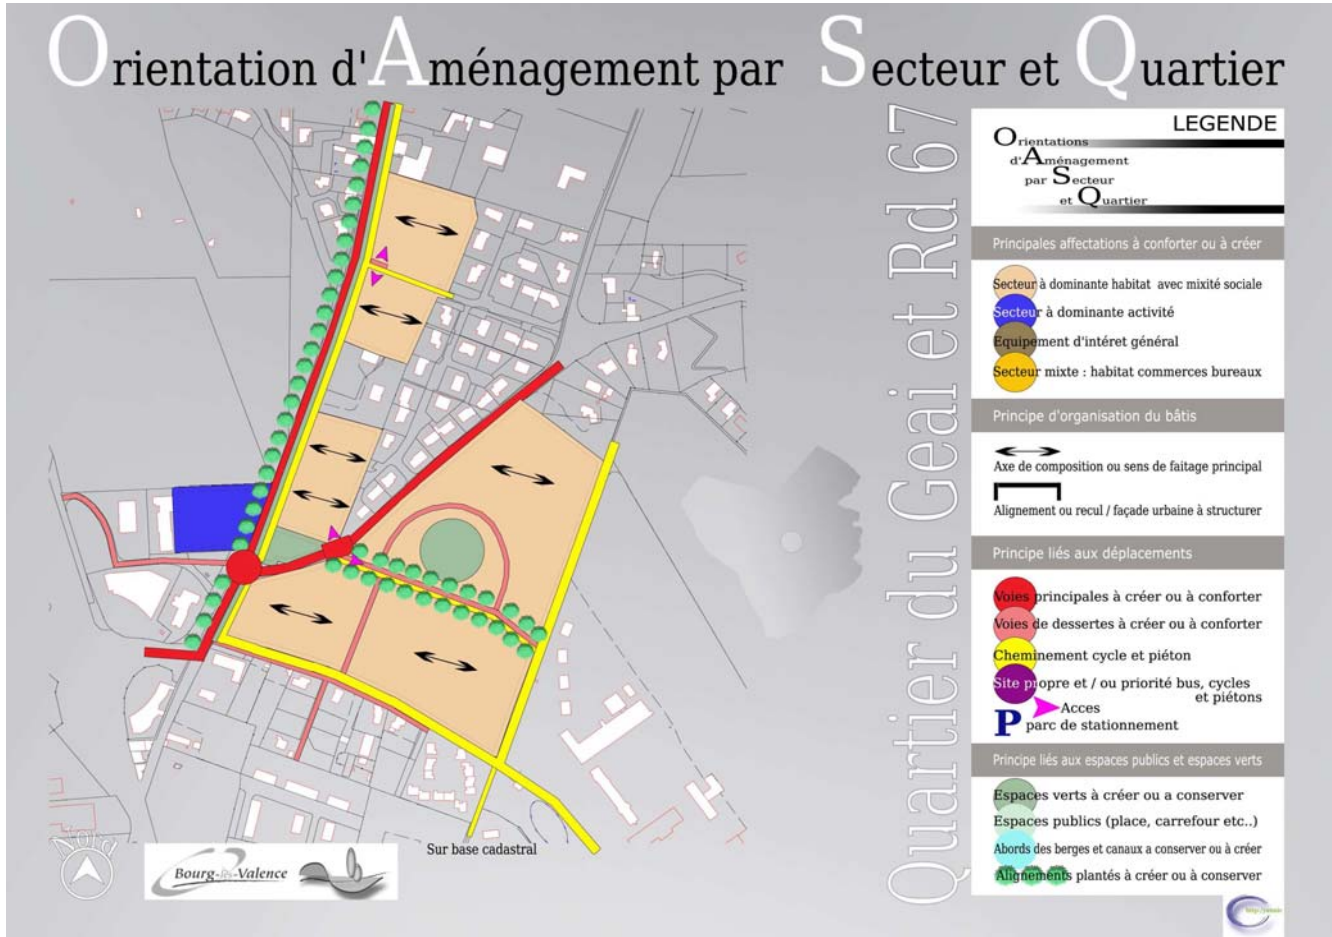 Orientation d'Aménagement par Secteur et Quartier
Quartier du Geai et Rd 67
LEGENDE
Orientations
d'Aménagement
par Secteur
et Quartier
Principales affectations à conforter ou à créer
Secteur à dominante habitat avec mixité sociale
Secteur à dominante activité
Equipement d'intéret général
Secteur mixte : habitat commerces bureaux
Principe d'organisation du bâtis
Axe de composition ou sens de faitage principal
Alignement ou recul / façade urbaine à structurer
Principe liés aux déplacements
Voies principales à créer ou à conforter
Voies de dessertes à créer ou à conforter
Cheminement cycle et piéton
Site propre et / ou priorité bus, cycles
et piétons
Acces
P parc de stationnement
Principe liés aux espaces publics et espaces verts
Espaces verts à créer ou a conserver
Espaces publics (place, carrefour etc..)
Abords des berges et canaux a conserver ou à créer
Alignements plantés à créer ou à conserver
Sur base cadastral
Nord
Bourg-lès-Valence